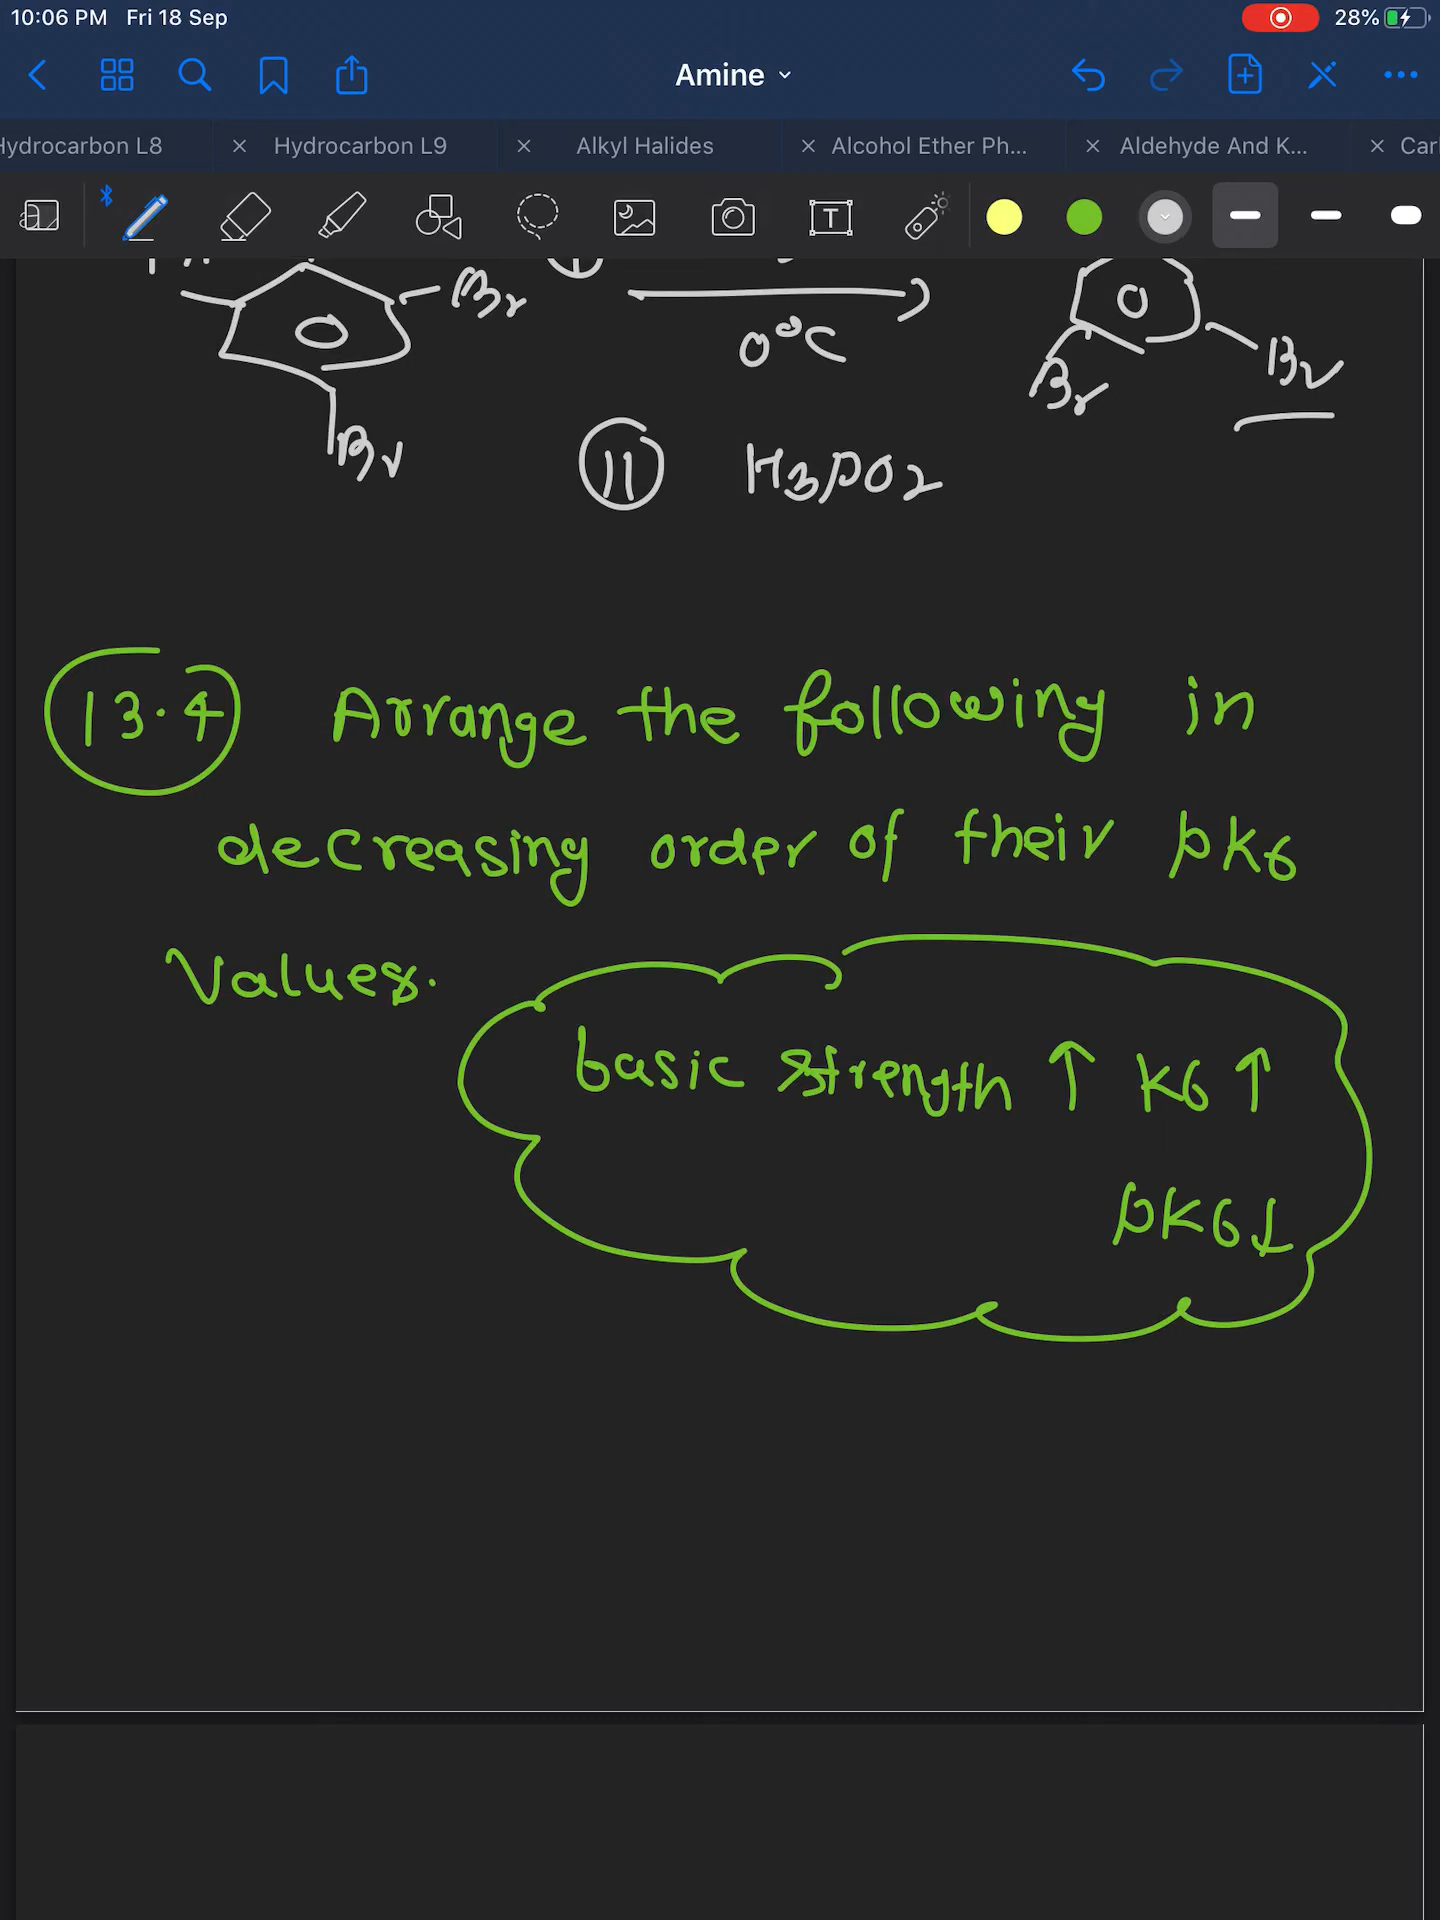 10:06 PM Fri 18 Sep 28%
Amine
Hydrocarbon L8 Hydrocarbon L9 Alkyl Halides Alcohol Ether Ph... Aldehyde And K... Car
T
Br
0°C
Br
Br
Br
II H3PO2
13.4 Arrange the following in
decreasing order of their pkb
Values.
basic strength ↑ Kb ↑
pKb↓